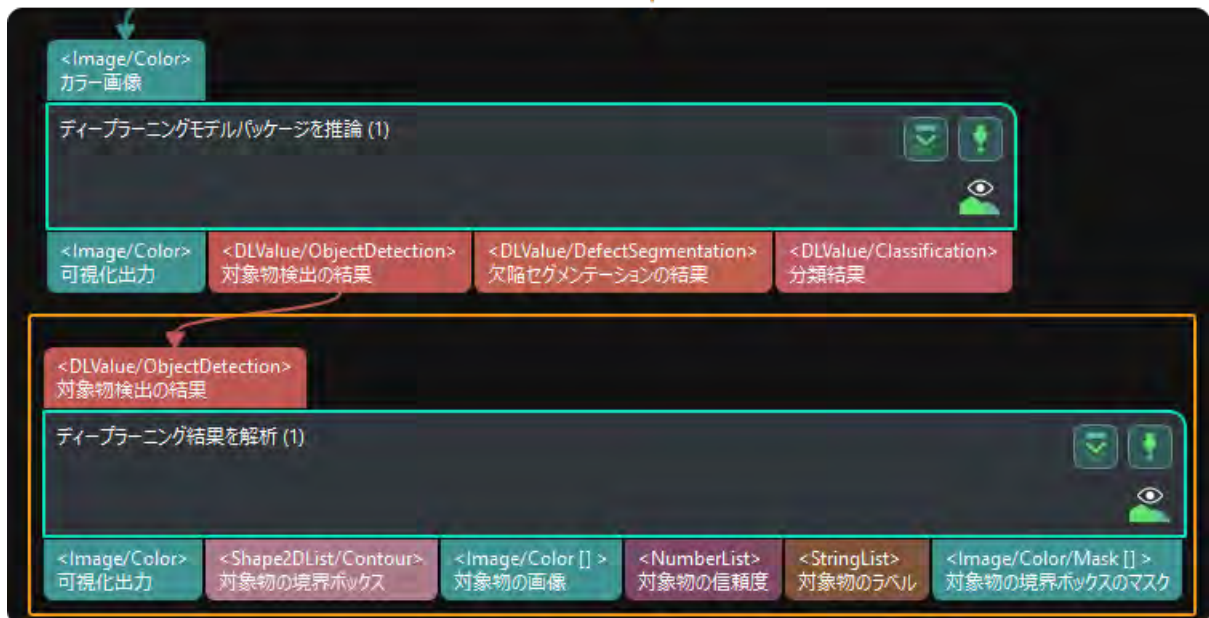 <Image/Color>
カラー画像
ディープラーニングモデルパッケージを推論 (1)
<Image/Color>
可視化出力
<DLValue/ObjectDetection>
対象物検出の結果
<DLValue/DefectSegmentation>
欠陥セグメンテーションの結果
<DLValue/Classification>
分類結果
<DLValue/ObjectDetection>
対象物検出の結果
ディープラーニング結果を解析 (1)
<Image/Color>
可視化出力
<Shape2DList/Contour>
対象物の境界ボックス
<Image/Color [] >
対象物の画像
<NumberList>
対象物の信頼度
<StringList>
対象物のラベル
<Image/Color/Mask [] >
対象物の境界ボックスのマスク